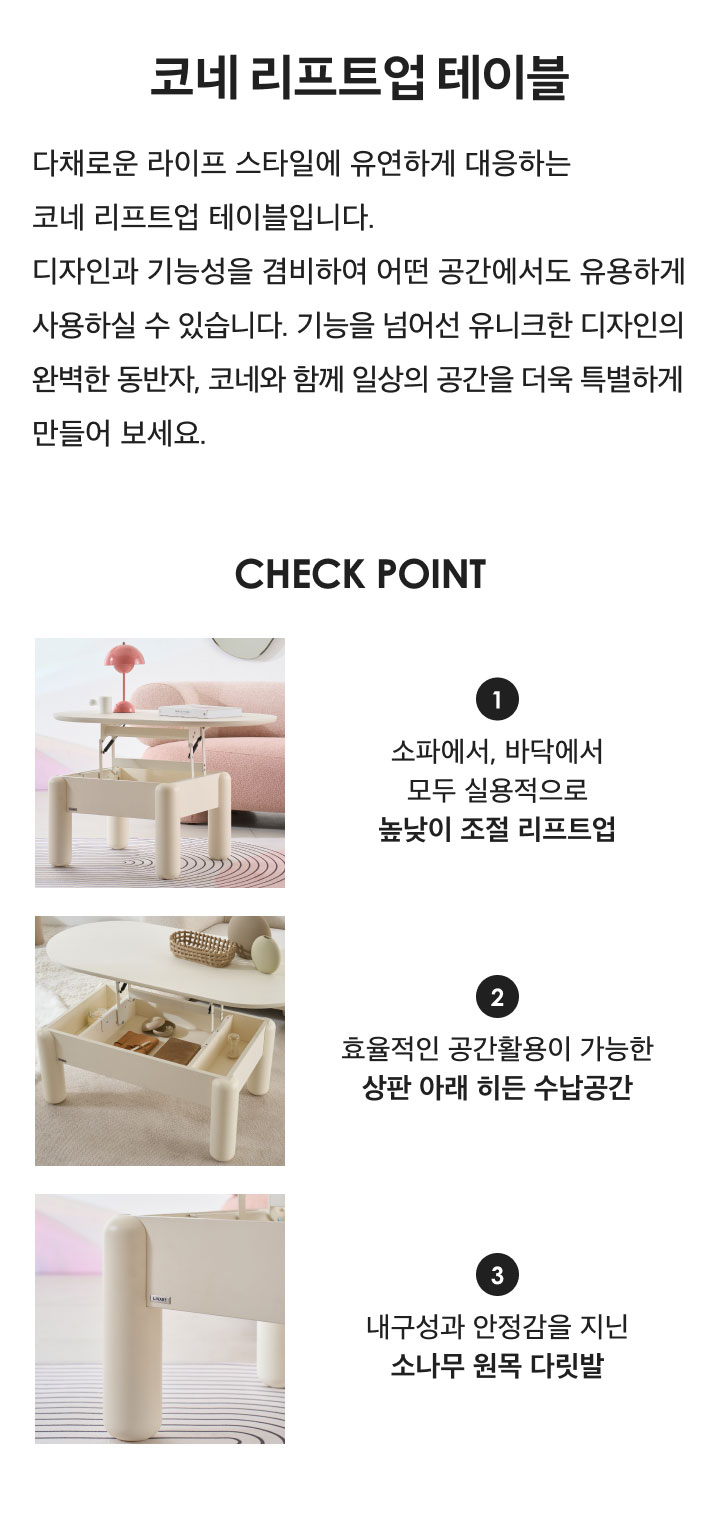 코네 리프트업 테이블
다채로운 라이프 스타일에 유연하게 대응하는
코네 리프트업 테이블입니다.
디자인과 기능성을 겸비하여 어떤 공간에서도 유용하게
사용하실 수 있습니다. 기능을 넘어선 유니크한 디자인의
완벽한 동반자, 코네와 함께 일상의 공간을 더욱 특별하게
만들어 보세요.
CHECK POINT
1
소파에서, 바닥에서
모두 실용적으로
높낮이 조절 리프트업
2
효율적인 공간활용이 가능한
상판 아래 히든 수납공간
3
내구성과 안정감을 지닌
소나무 원목 다릿발